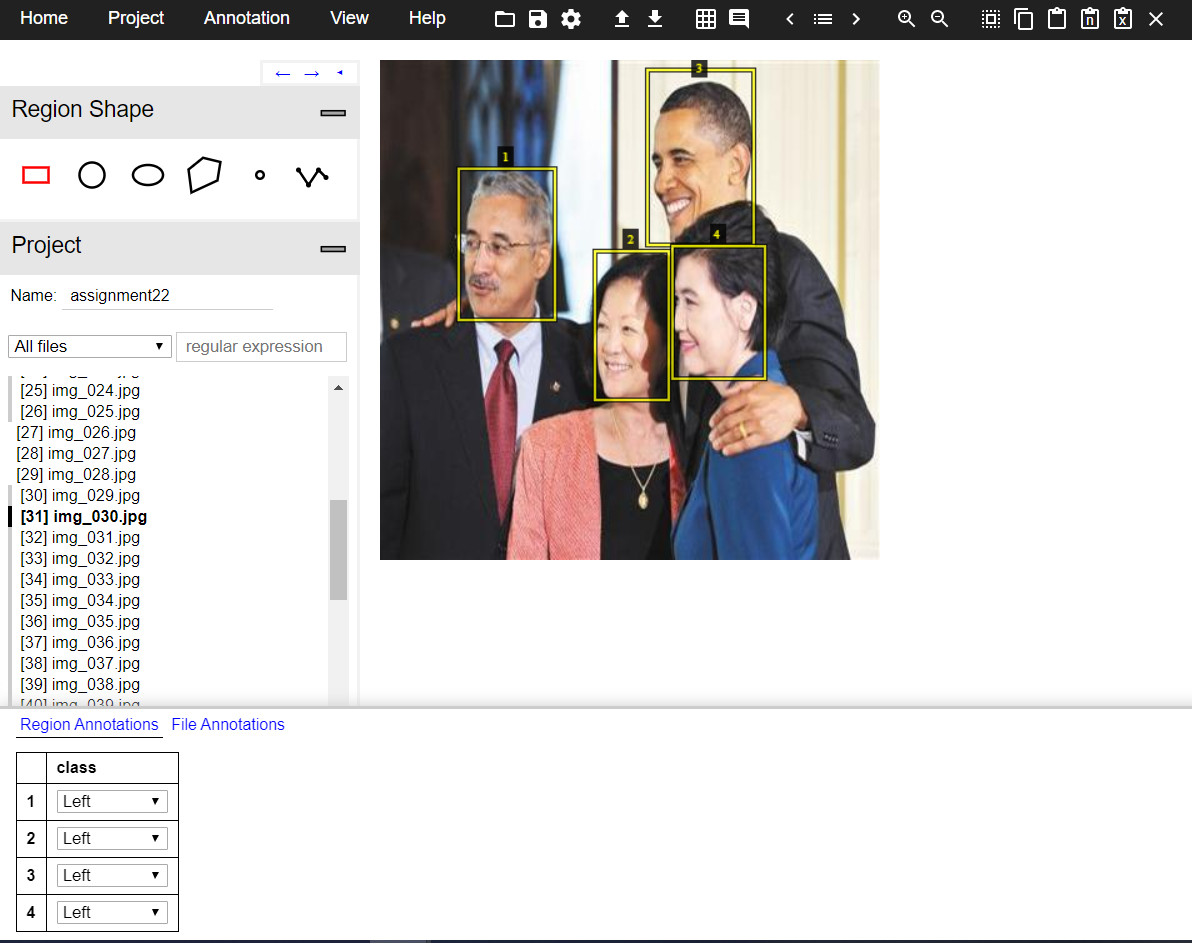 Home Project Annotation View Help
Region Shape
Project
Name: assignment22
All files regular expression
[25] img_024.jpg
[26] img_025.jpg
[27] img_026.jpg
[28] img_027.jpg
[29] img_028.jpg
[30] img_029.jpg
[31] img_030.jpg
[32] img_031.jpg
[33] img_032.jpg
[34] img_033.jpg
[35] img_034.jpg
[36] img_035.jpg
[37] img_036.jpg
[38] img_037.jpg
[39] img_038.jpg
[40] img_039.jpg
3
1
2
4
Region Annotations File Annotations
class
1 Left
2 Left
3 Left
4 Left